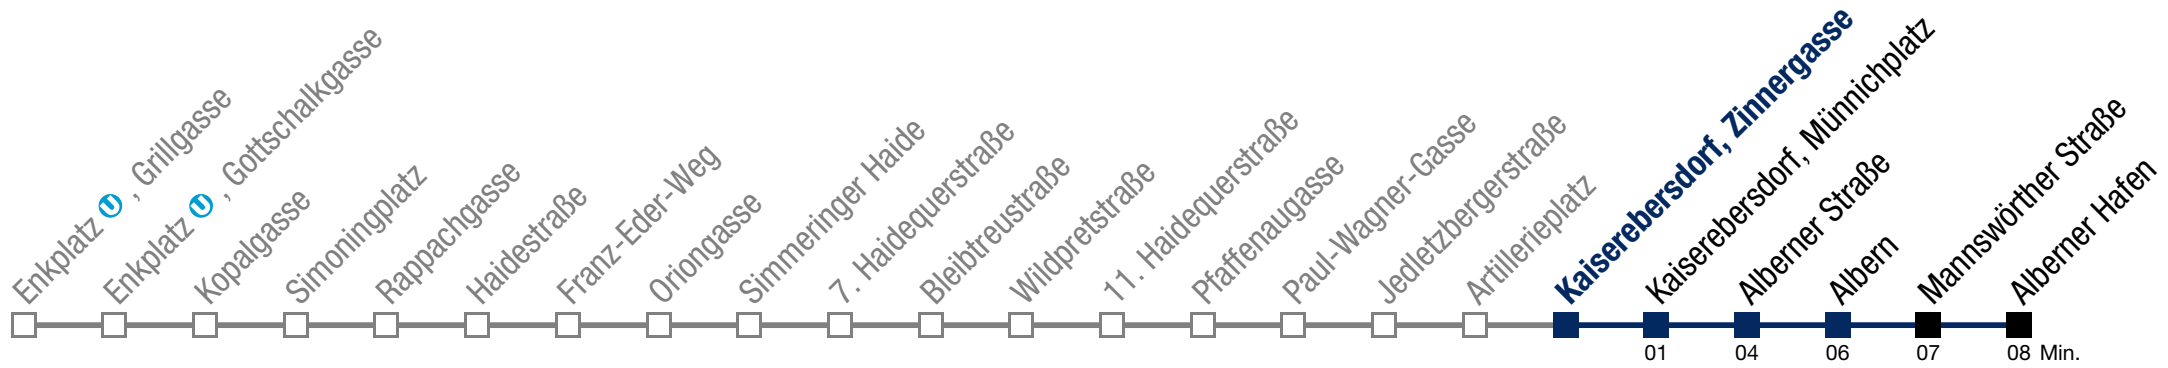 Enkplatz U, Grillgasse
Enkplatz U, Gottschalkgasse
Kopalgasse
Simoningplatz
Rappachgasse
Haidestraße
Franz-Eder-Weg
Oriongasse
Simmeringer Haide
7. Haidequerstraße
Bleibtreustraße
Wildpretstraße
11. Haidequerstraße
Pfaffenaugasse
Paul-Wagner-Gasse
Jedletzbergerstraße
Artillerieplatz
Kaiserebersdorf, Zinnergasse
Kaiserebersdorf, Münnichplatz
Alberner Straße
Albern
Mannswörther Straße
Alberner Hafen
01 04 06 07 08 Min.